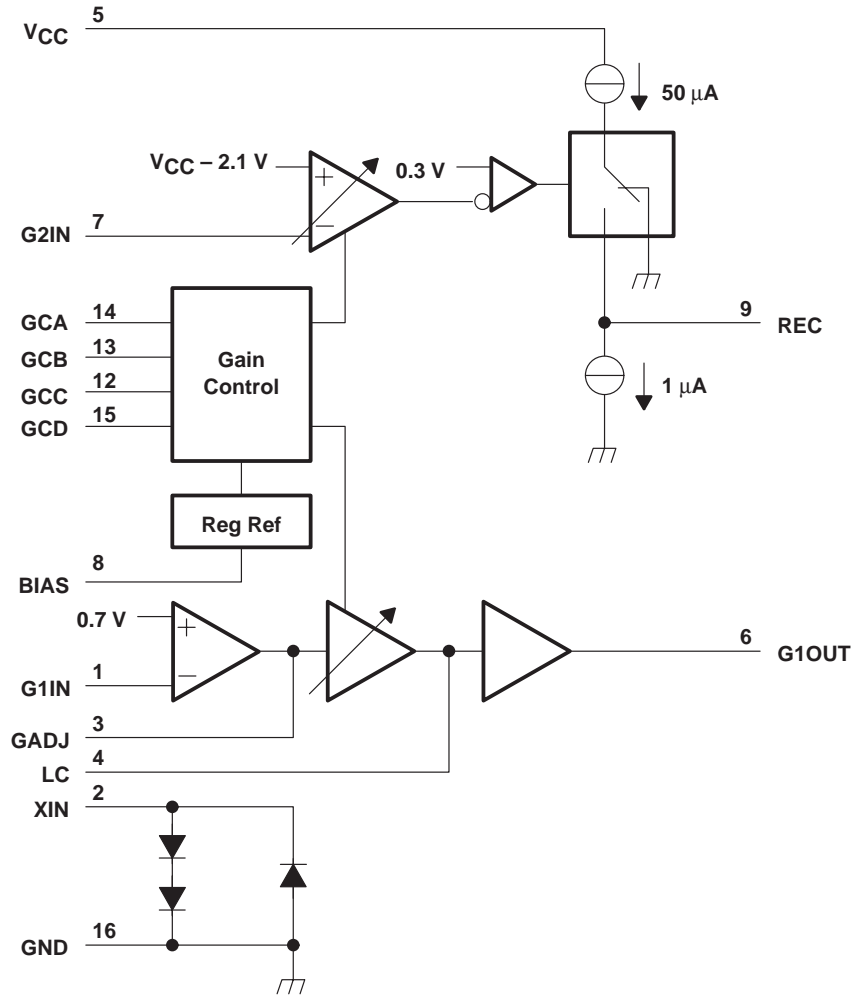 5
VCC
50 μA
VCC – 2.1 V
0.3 V
+
–
7
G2IN
14
GCA
13
GCB
12
GCC
15
GCD
Gain
Control
9
REC
1 μA
Reg Ref
8
BIAS
0.7 V
+
–
1
G1IN
6
G1OUT
3
GADJ
4
LC
2
XIN
16
GND